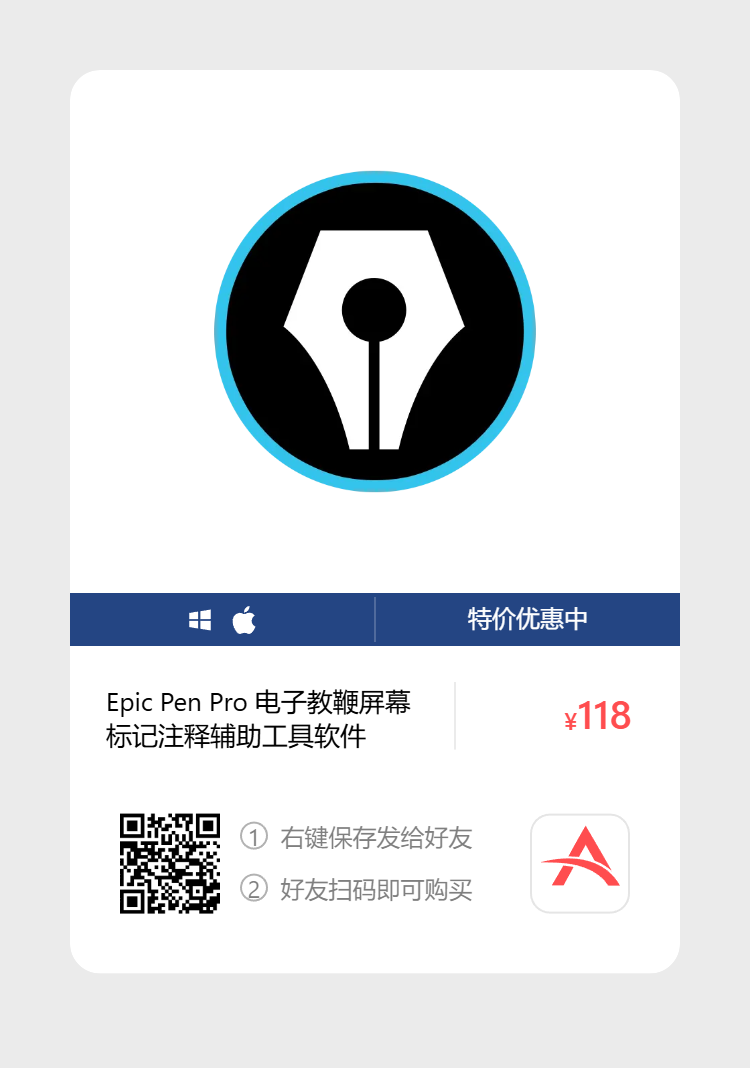 特价优惠中
Epic Pen Pro 电子教鞭屏幕
标记注释辅助工具软件
¥118
① 右键保存发给好友
② 好友扫码即可购买